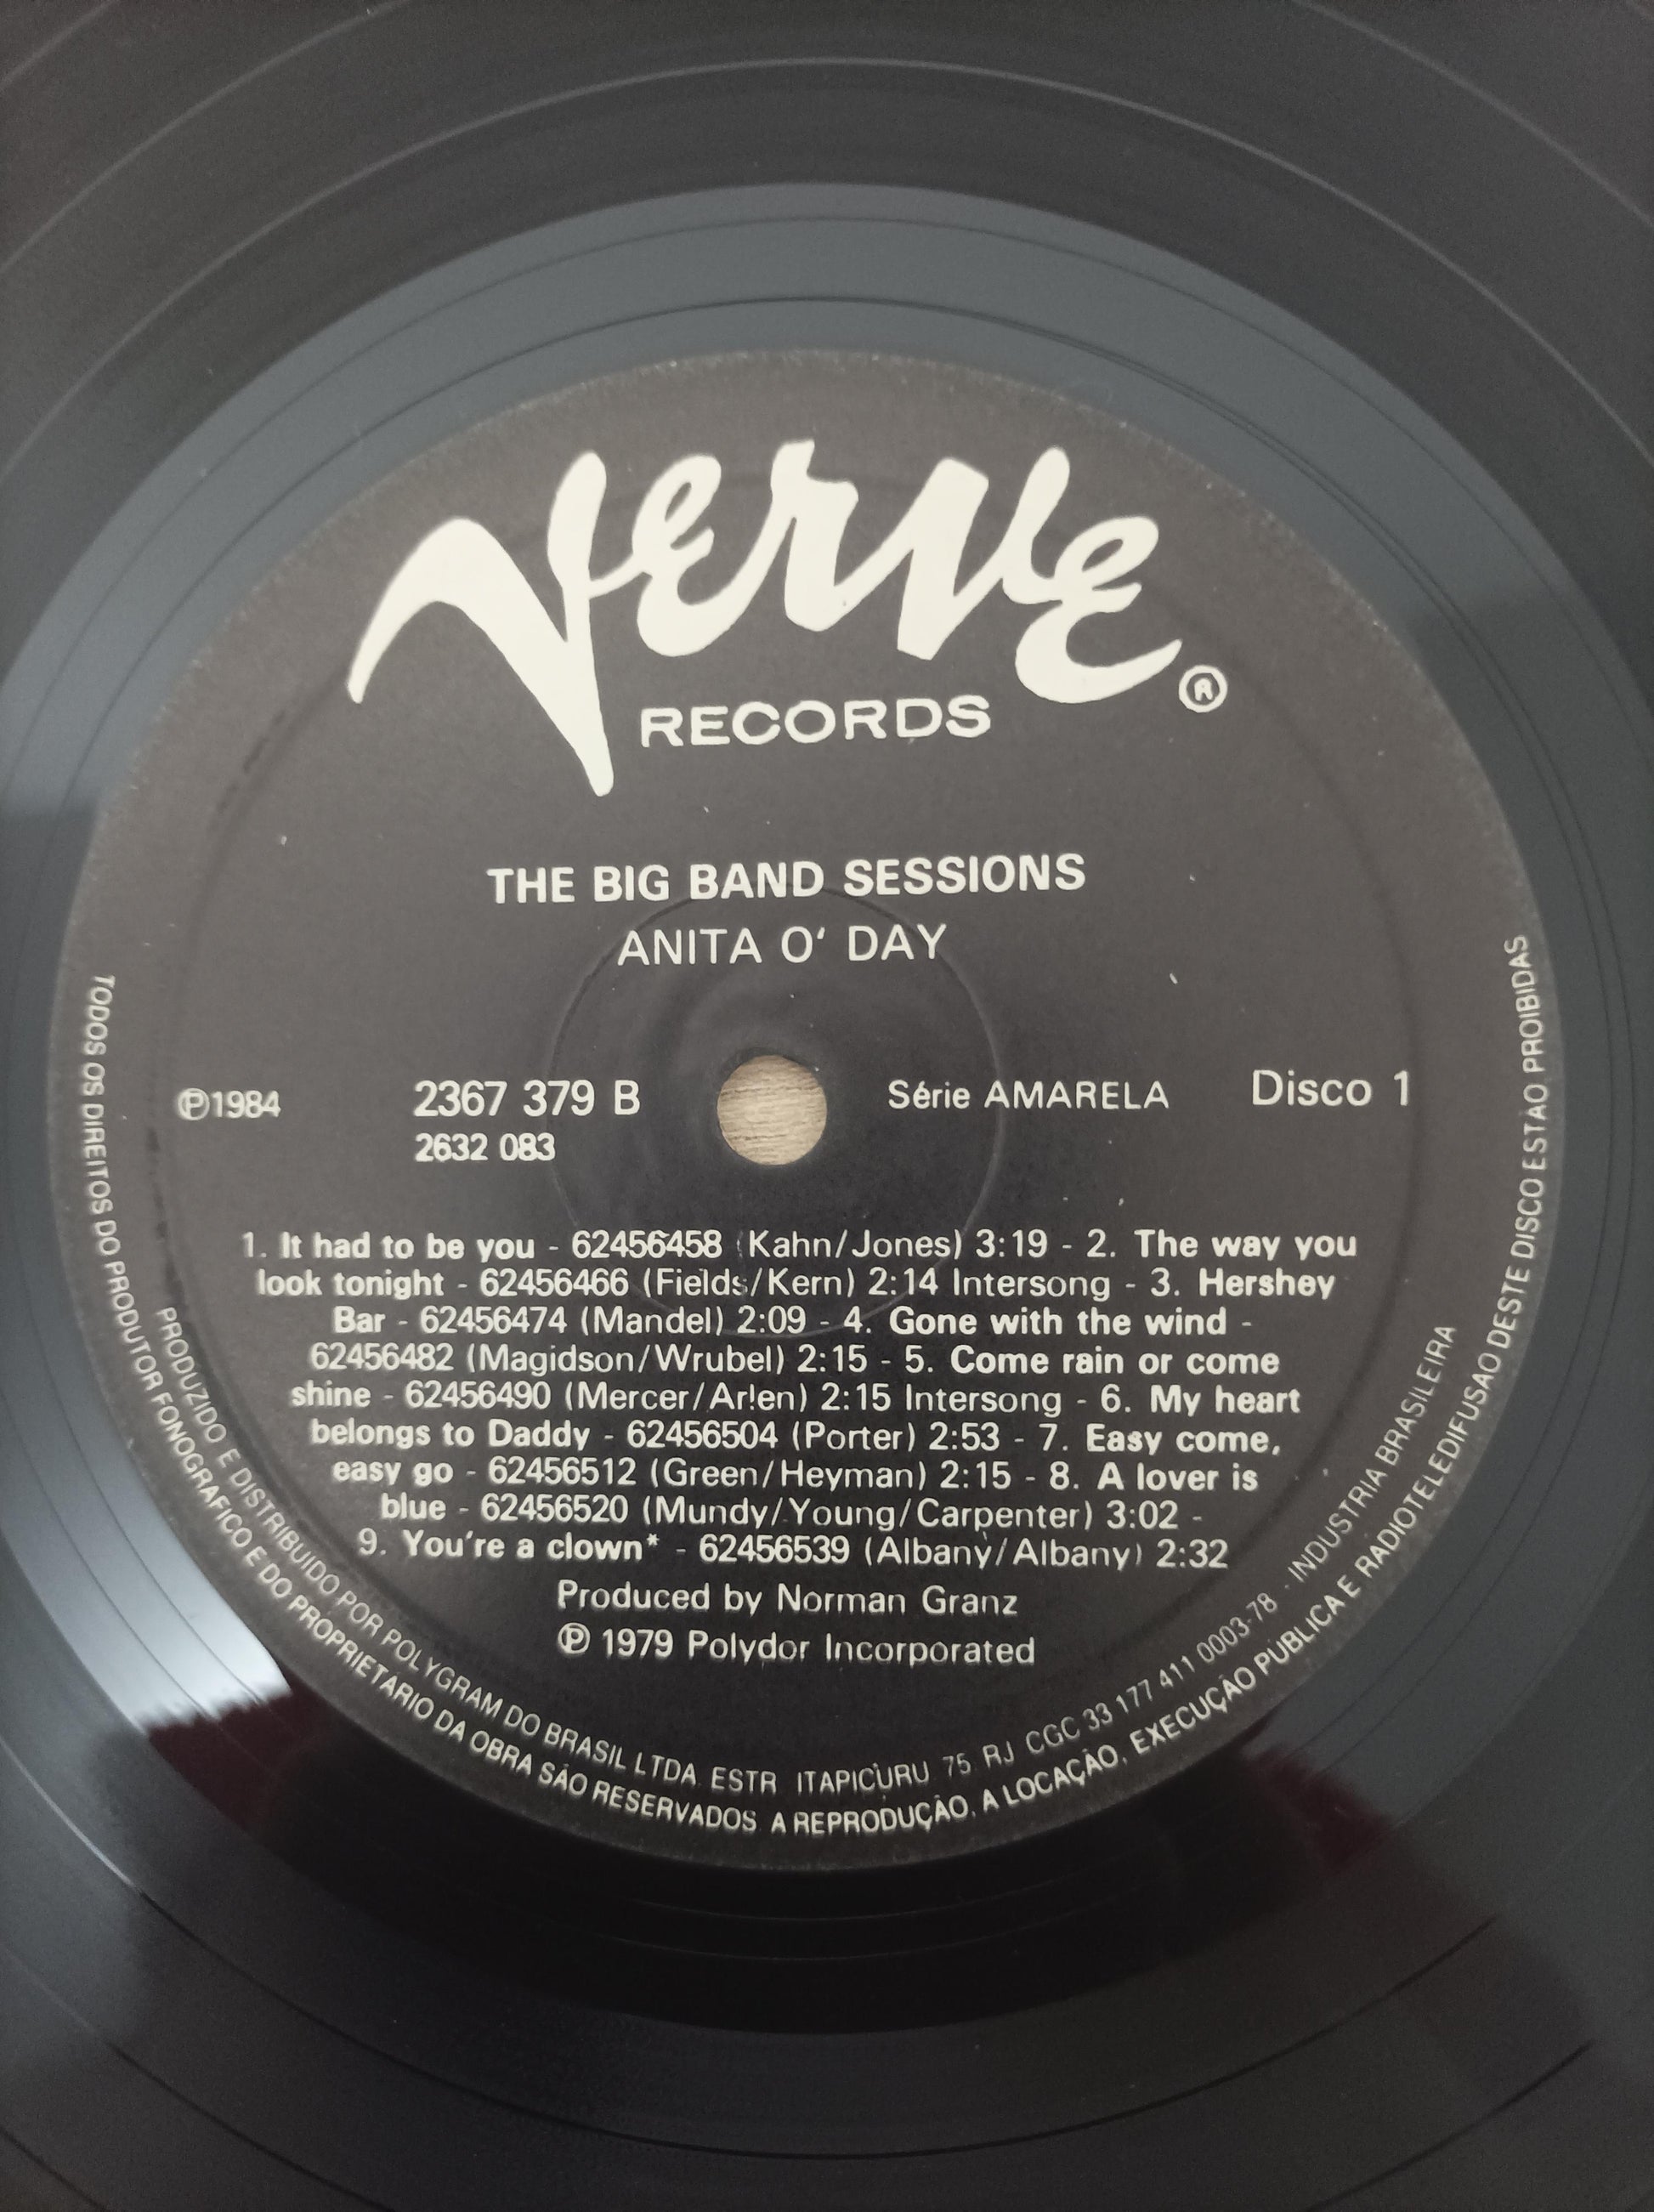 Verve ®
RECORDS
THE BIG BAND SESSIONS
ANITA O' DAY
℗1984 2367 379 B Série AMARELA Disco 1
2632 083
1. It had to be you - 62456458 (Kahn/Jones) 3:19 - 2. The way you
look tonight - 62456466 (Fields/Kern) 2:14 Intersong - 3. Hershey
Bar - 62456474 (Mandel) 2:09 - 4. Gone with the wind -
62456482 (Magidson/Wrubel) 2:15 - 5. Come rain or come
shine - 62456490 (Mercer/Arlen) 2:15 Intersong - 6. My heart
belongs to Daddy - 62456504 (Porter) 2:53 - 7. Easy come,
easy go - 62456512 (Green/Heyman) 2:15 - 8. A lover is
blue - 62456520 (Mundy/Young/Carpenter) 3:02 -
9. You're a clown* - 62456539 (Albany/Albany) 2:32
Produced by Norman Granz
℗ 1979 Polydor Incorporated
PRODUZIDO E DISTRIBUIDO POR POLYGRAM DO BRASIL LTDA. ESTR ITAPICURU 75 RJ CGC 33 177 411 0003-78 - INDUSTRIA BRASILEIRA
TODOS OS DIREITOS DO PRODUTOR FONOGRAFICO E DO PROPRIETARIO DA OBRA SÃO RESERVADOS. A REPRODUÇÃO, A LOCAÇÃO, EXECUÇÃO PUBLICA E RADIOTELEDIFUSAO DESTE DISCO ESTÃO PROIBIDAS